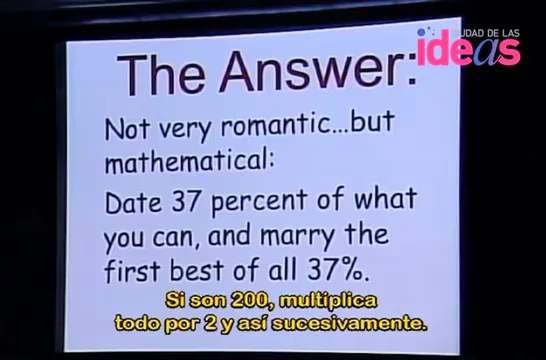 CIUDAD DE LAS
ideas
The Answer:
Not very romantic...but
mathematical:
Date 37 percent of what
you can, and marry the
first best of all 37%.
Si son 200, multiplica
todo por 2 y así sucesivamente.